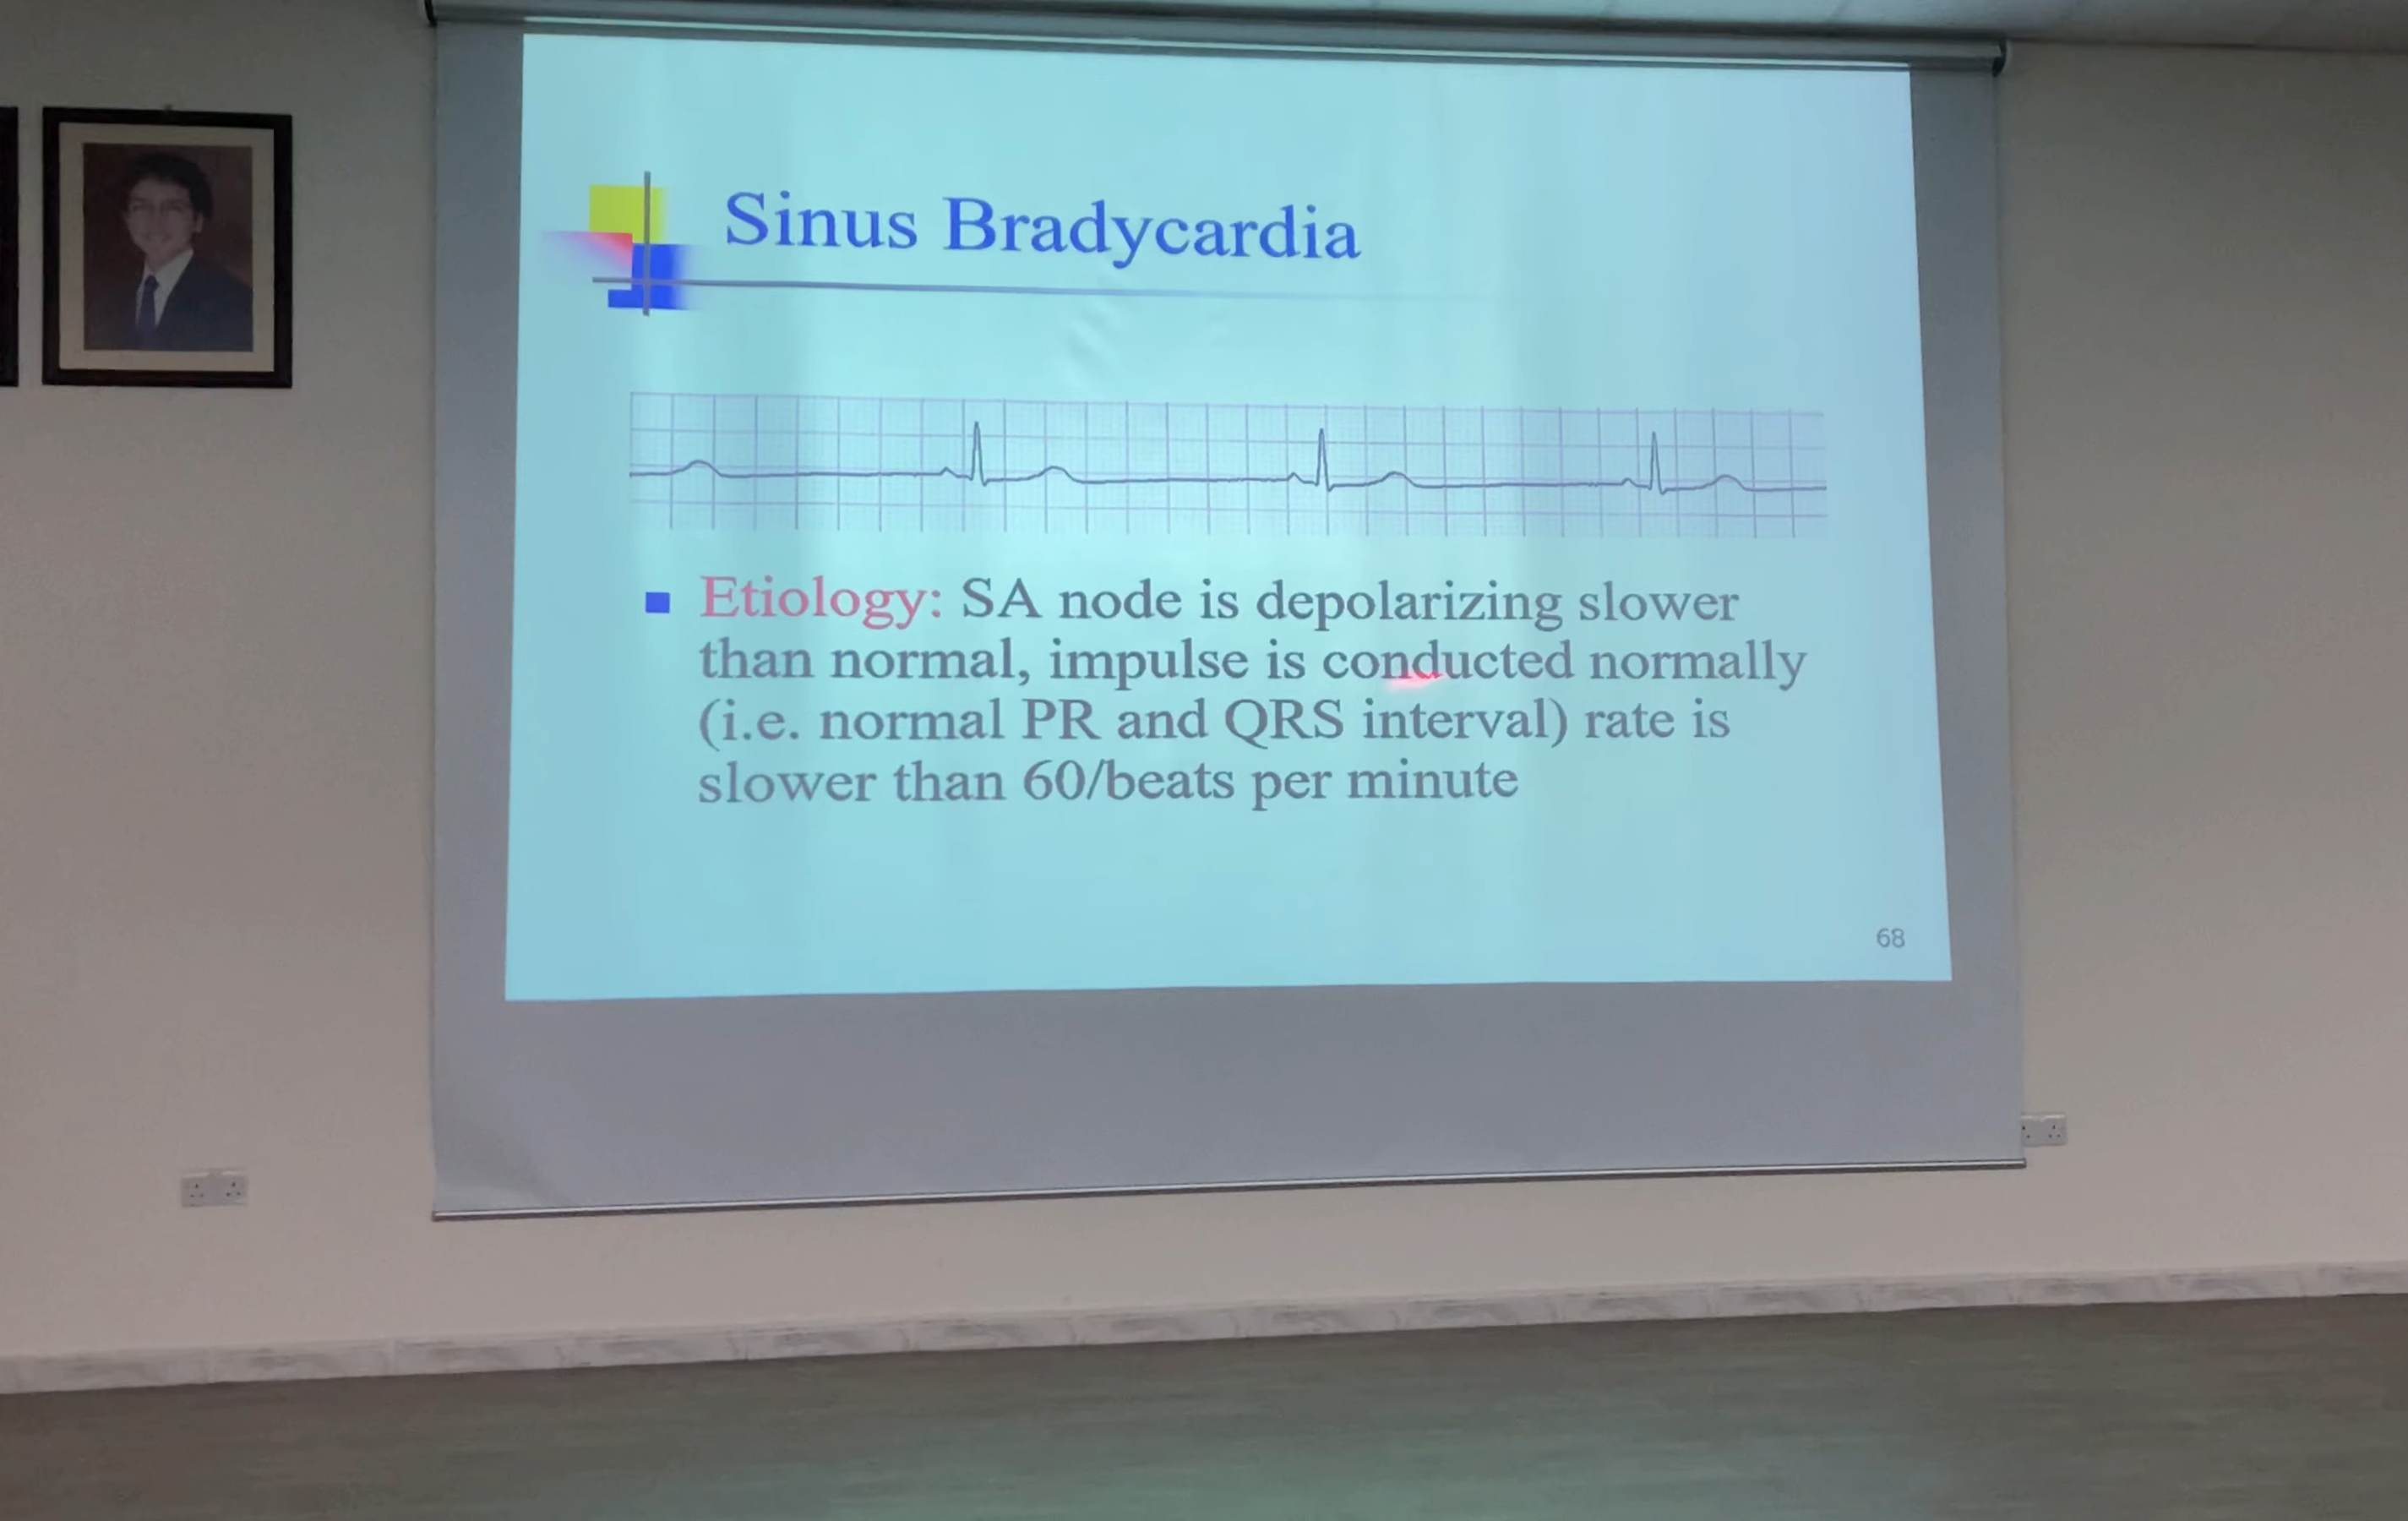 Sinus Bradycardia
Etiology: SA node is depolarizing slower
than normal, impulse is conducted normally
(i.e. normal PR and QRS interval) rate is
slower than 60/beats per minute
68